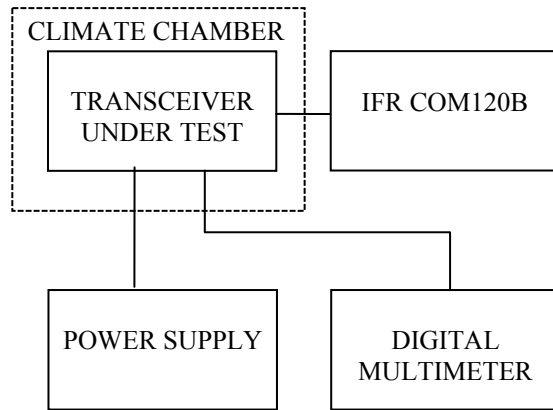 CLIMATE CHAMBER
TRANSCEIVER
UNDER TEST
IFR COM120B
POWER SUPPLY
DIGITAL
MULTIMETER